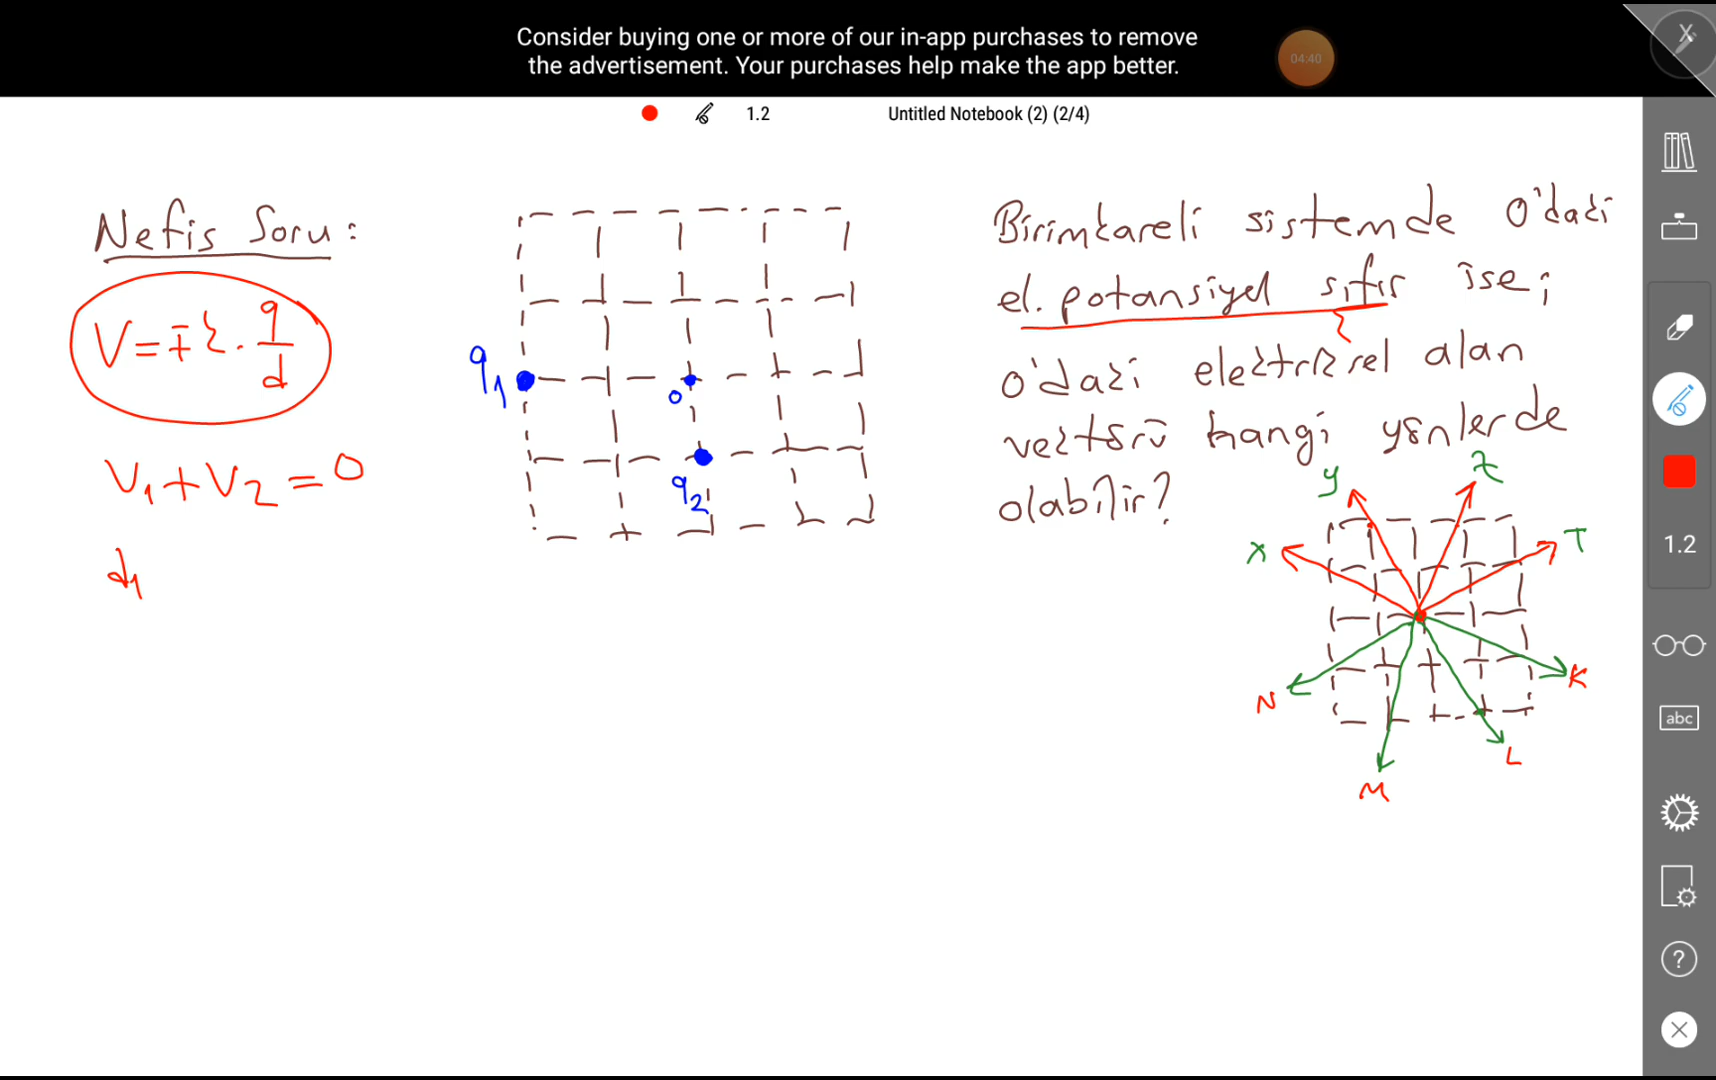 Consider buying one or more of our in-app purchases to remove
the advertisement. Your purchases help make the app better.
04:40
X
1.2
Untitled Notebook (2) (2/4)
Nefis Soru:
V = ∓k · q/d
V₁ + V₂ = 0
d₁
q₁
o
q₂
Birimkareli sistemde O'daki
el. potansiyel sıfır ise;
O'daki elektriksel alan
vektörü hangi yönlerde
olabilir?
y
Z
X
T
N
K
M
L
1.2
abc
?